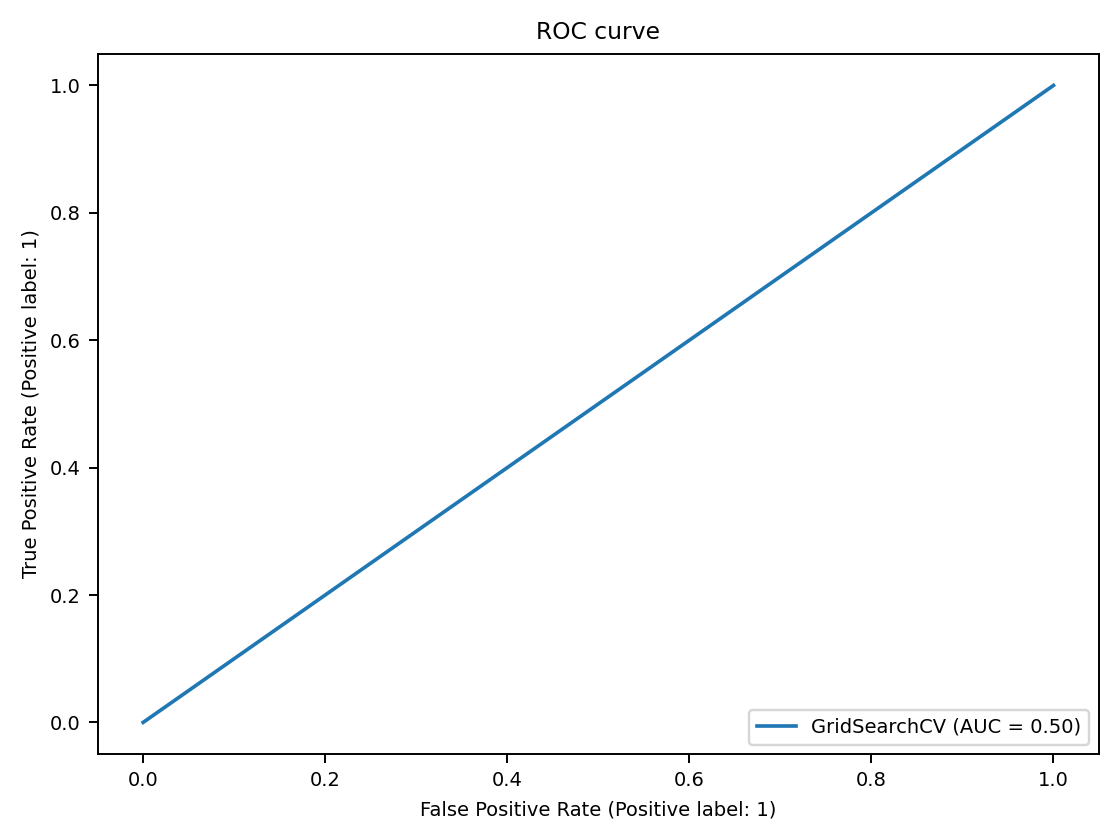 ROC curve
True Positive Rate (Positive label: 1)
1.0
0.8
0.6
0.4
0.2
0.0
0.0 0.2 0.4 0.6 0.8 1.0
False Positive Rate (Positive label: 1)
GridSearchCV (AUC = 0.50)